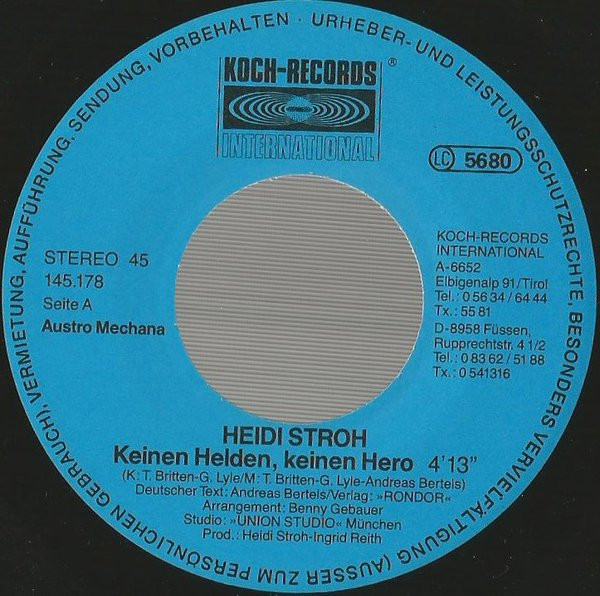 URHEBER- UND LEISTUNGSSCHUTZRECHTE, BESONDERS VERVIELFÄLTIGUNG (AUSSER ZUM PERSÖNLICHEN GEBRAUCH), VERMIETUNG, AUFFÜHRUNG, SENDUNG, VORBEHALTEN ·
KOCH-RECORDS ®
INTERNATIONAL
LC 5680
STEREO 45
145.178
Seite A
Austro Mechana
KOCH-RECORDS
INTERNATIONAL
A-6652
Elbigenalp 91/Tirol
Tel.: 0 56 34 / 64 44
Tx.: 55 81
D-8958 Füssen,
Rupprechtstr. 4 1/2
Tel.: 0 83 62 / 51 88
Tx.: 0 541316
HEIDI STROH
Keinen Helden, keinen Hero 4'13"
(K: T. Britten-G. Lyle/M: T. Britten-G. Lyle-Andreas Bertels)
Deutscher Text: Andreas Bertels/Verlag: »RONDOR«
Arrangement: Benny Gebauer
Studio: »UNION STUDIO« München
Prod.: Heidi Stroh-Ingrid Reith